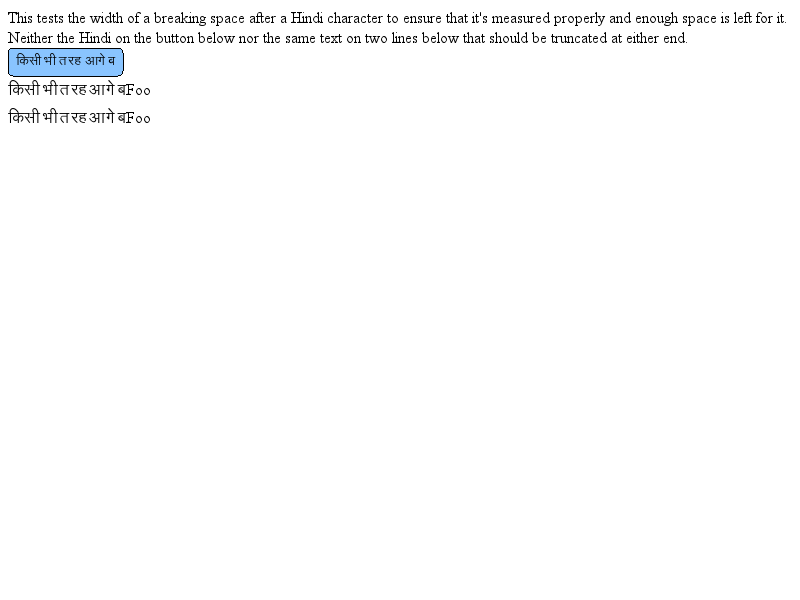 This tests the width of a breaking space after a Hindi character to ensure that it's measured properly and enough space is left for it.
Neither the Hindi on the button below nor the same text on two lines below that should be truncated at either end.
किसी भी तरह आगे ब
किसी भी तरह आगे बFoo
किसी भी तरह आगे बFoo